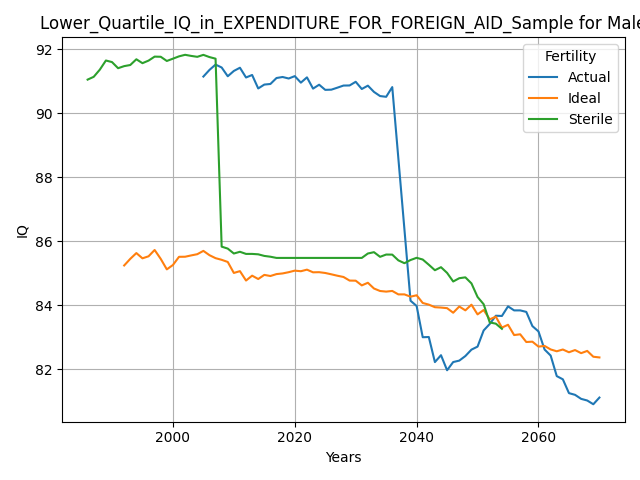 Lower_Quartile_IQ_in_EXPENDITURE_FOR_FOREIGN_AID_Sample for Male
92
90
88
86
84
82
IQ
Fertility
Actual
Ideal
Sterile
2000 2020 2040 2060
Years